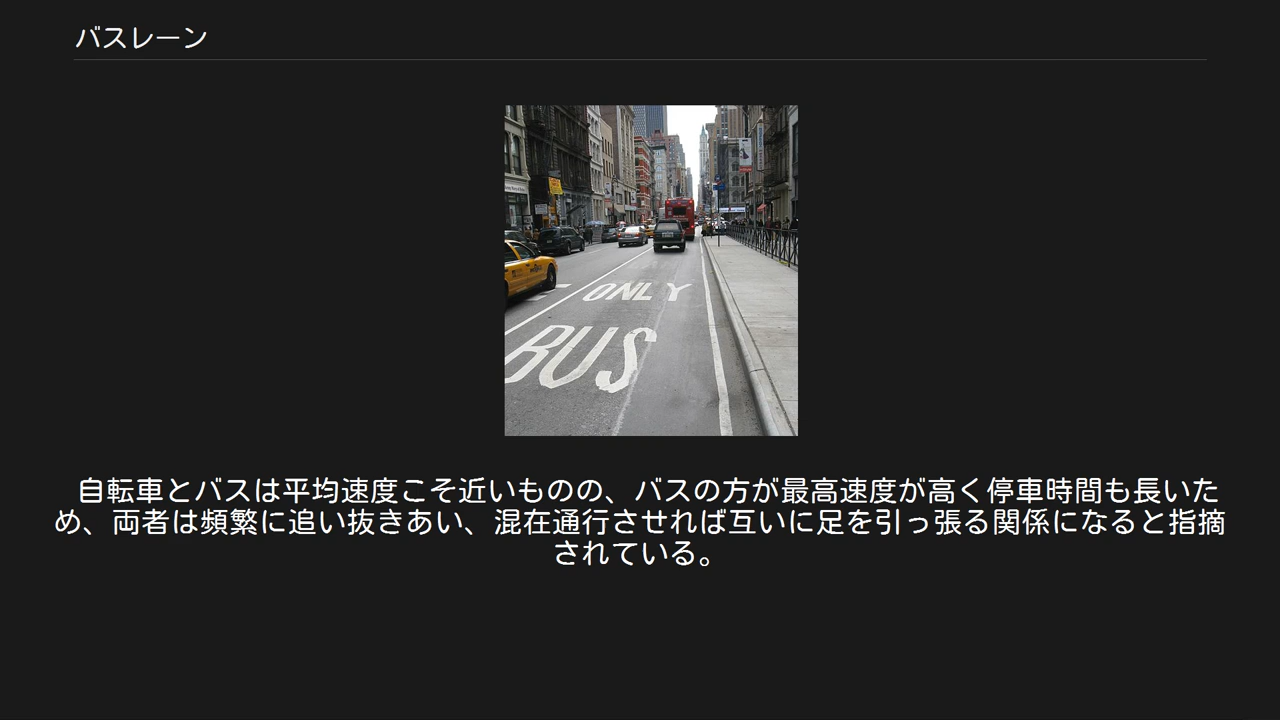 バスレーン
ONLY
BUS
自転車とバスは平均速度こそ近いものの、バスの方が最高速度が高く停車時間も長いた
め、両者は頻繁に追い抜きあい、混在通行させれば互いに足を引っ張る関係になると指摘
されている。